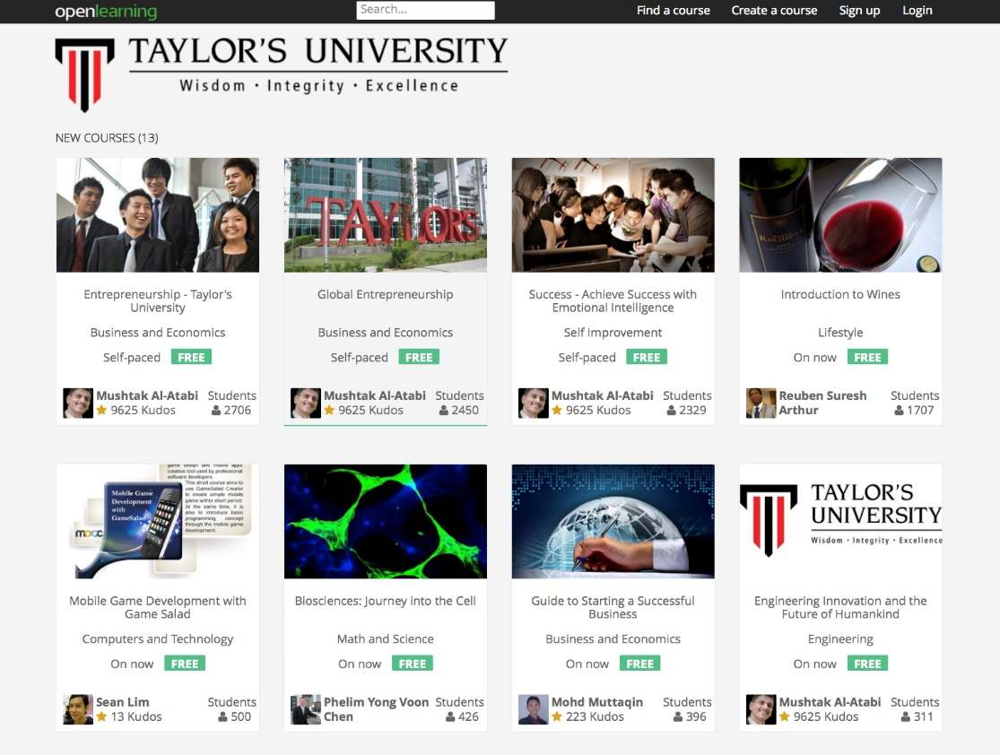 openlearning
Search...
Find a course
Create a course
Sign up
Login
TAYLOR'S UNIVERSITY
Wisdom · Integrity · Excellence
NEW COURSES (13)
TAYLORS
Entrepreneurship - Taylor's
University
Business and Economics
Self-paced FREE
Mushtak Al-Atabi Students
9625 Kudos 2706
Global Entrepreneurship
Business and Economics
Self-paced FREE
Mushtak Al-Atabi Students
9625 Kudos 2450
Success - Achieve Success with
Emotional Intelligence
Self Improvement
Self-paced FREE
Mushtak Al-Atabi Students
9625 Kudos 2329
Introduction to Wines
Lifestyle
On now FREE
Reuben Suresh Students
Arthur 1707
game design and mobile apps
creation tool used by professional
software developers.
This short course aims to
use GameSalad Creator
to create simple mobile
game within short period.
At the same time, it is
also to introduce basic
programming concept
through the mobile game
development.
Mobile Game
Development
with
GameSalad
mooc
Mobile Game Development with
Game Salad
Computers and Technology
On now FREE
Sean Lim Students
13 Kudos 500
Biosciences: Journey into the Cell
Math and Science
On now FREE
Phelim Yong Voon Students
Chen 426
Guide to Starting a Successful
Business
Business and Economics
On now FREE
Mohd Muttaqin Students
223 Kudos 396
TAYLOR'S
UNIVERSITY
Wisdom · Integrity · Excellence
Engineering Innovation and the
Future of Humankind
Engineering
On now FREE
Mushtak Al-Atabi Students
9625 Kudos 311